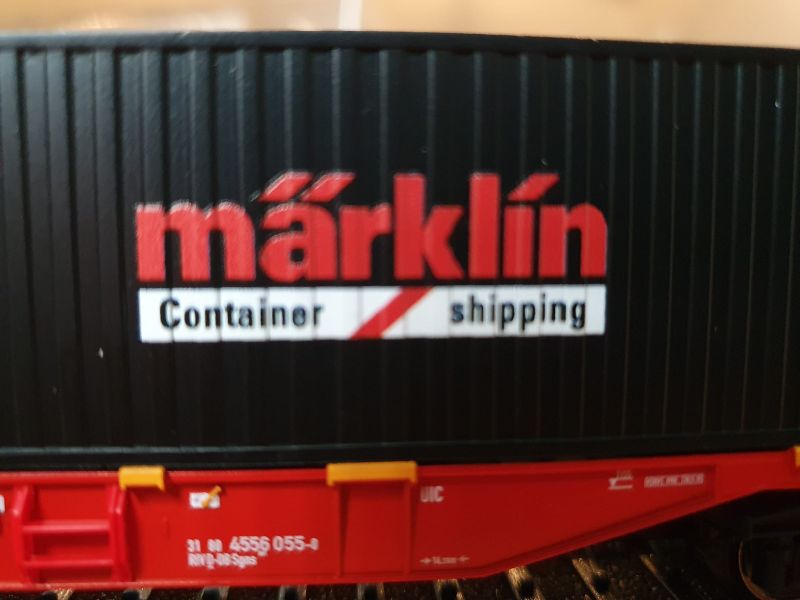 märklin
Container shipping
UIC
31 80 4556 055-0